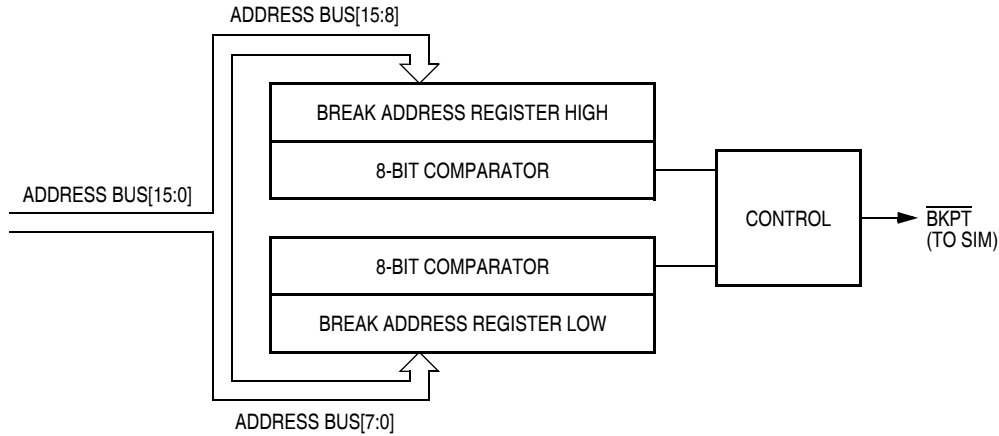 ADDRESS BUS[15:8]
BREAK ADDRESS REGISTER HIGH
8-BIT COMPARATOR
ADDRESS BUS[15:0]
CONTROL
BKPT
(TO SIM)
8-BIT COMPARATOR
BREAK ADDRESS REGISTER LOW
ADDRESS BUS[7:0]